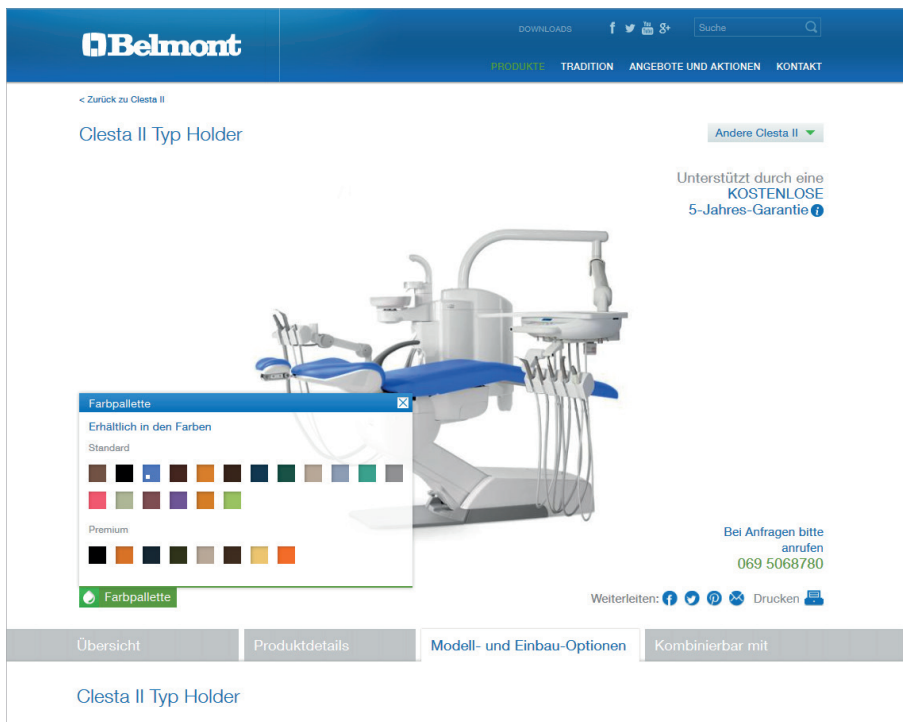 Belmont
DOWNLOADS
You Tube
Suche
PRODUKTE TRADITION ANGEBOTE UND AKTIONEN KONTAKT
< Zurück zu Clesta II
Clesta II Typ Holder
Andere Clesta II
Unterstützt durch eine
KOSTENLOSE
5-Jahres-Garantie
Farbpallette
Erhältlich in den Farben
Standard
Premium
Farbpallette
Bei Anfragen bitte
anrufen
069 5068780
Weiterleiten: Drucken
Übersicht Produktdetails Modell- und Einbau-Optionen Kombinierbar mit
Clesta II Typ Holder